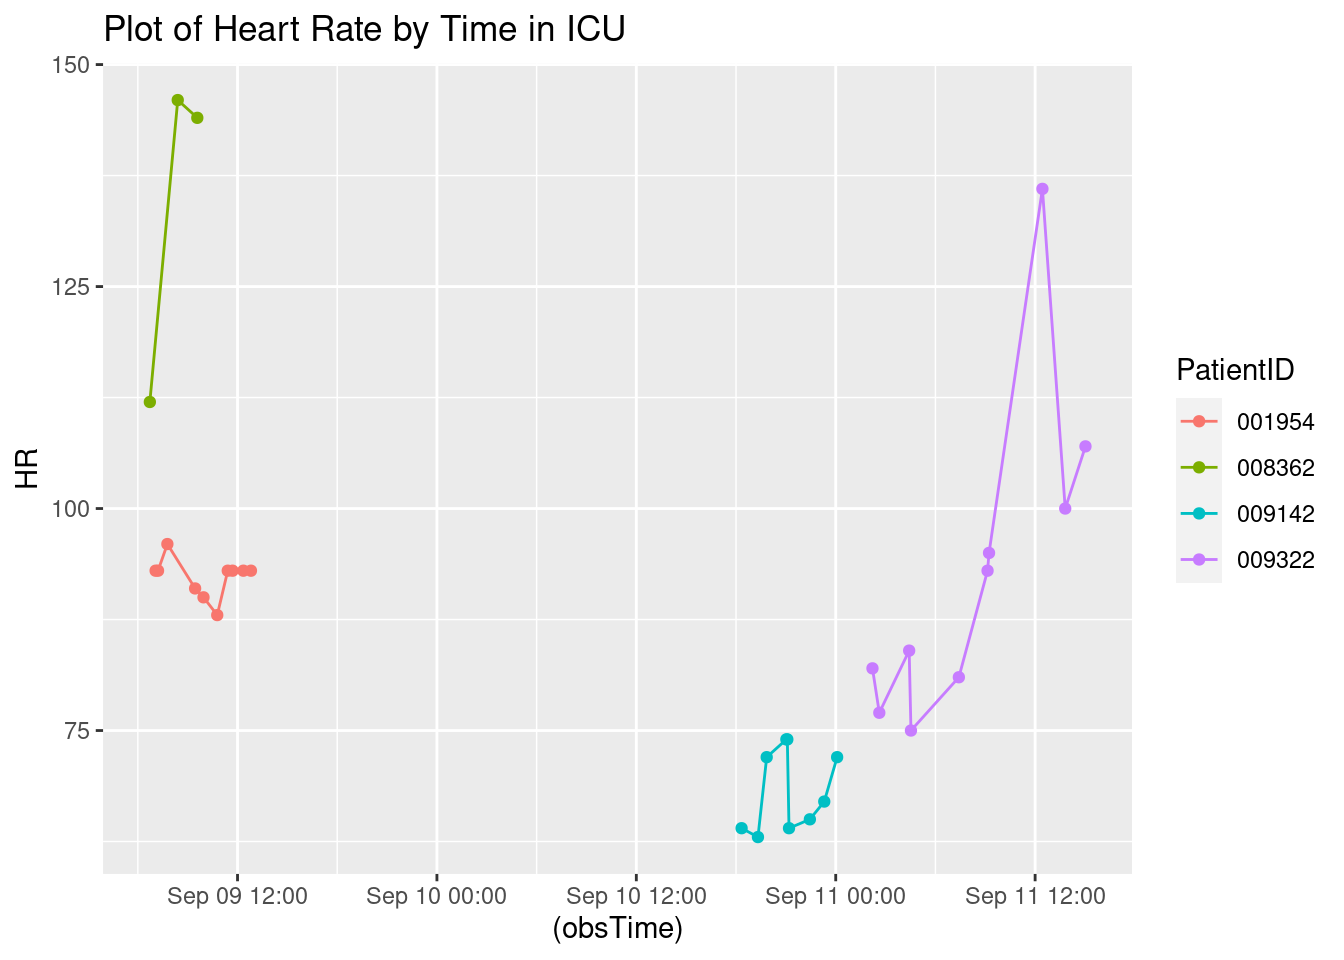 Plot of Heart Rate by Time in ICU
150
125
100
75
HR
Sep 09 12:00 Sep 10 00:00 Sep 10 12:00 Sep 11 00:00 Sep 11 12:00
(obsTime)
PatientID
001954
008362
009142
009322